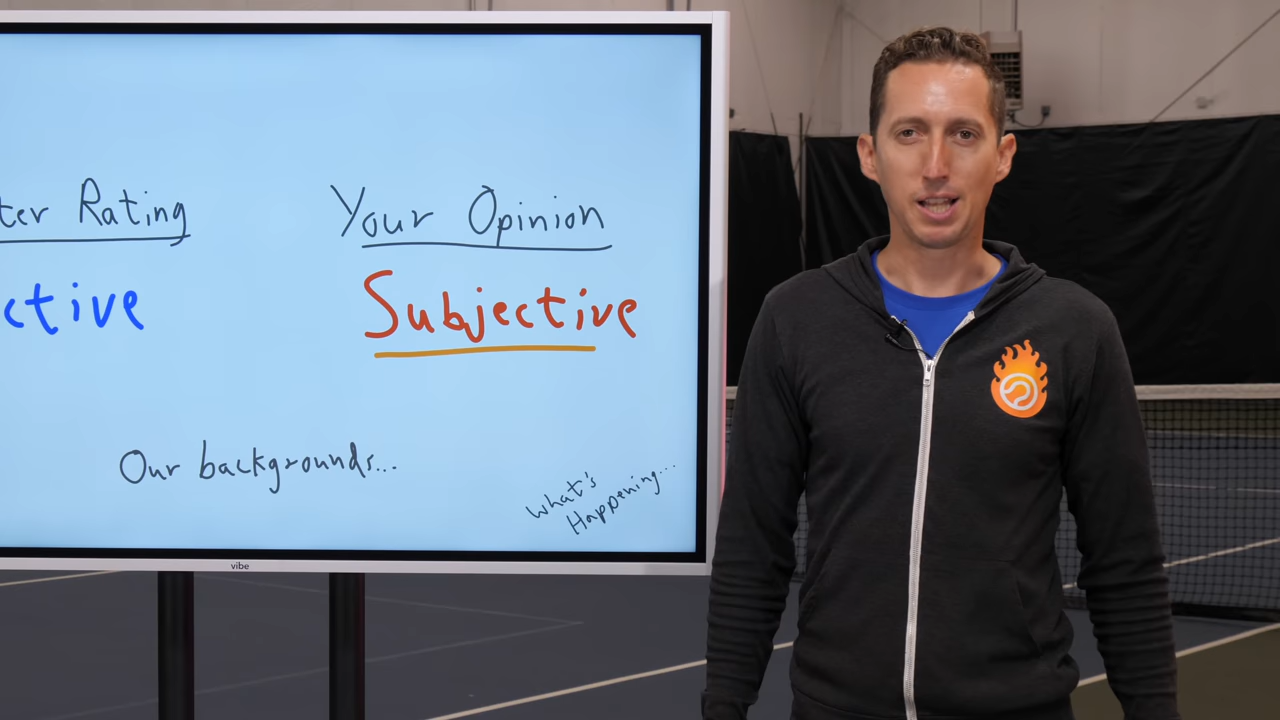 ter Rating
Your Opinion
ctive
Subjective
Our backgrounds...
What's
Happening...
vibe